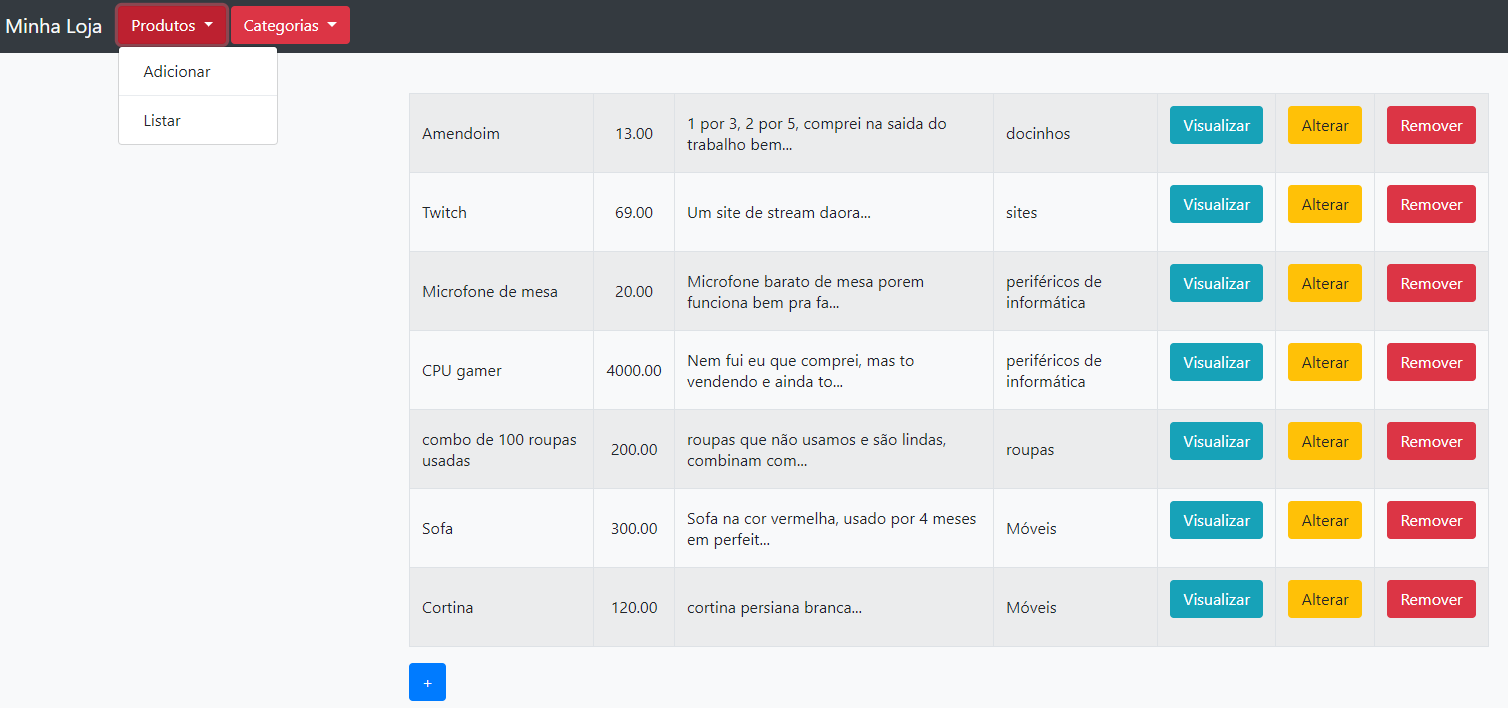 Minha Loja Produtos Categorias
Adicionar
Listar
Amendoim 13.00 1 por 3, 2 por 5, comprei na saida do docinhos Visualizar Alterar Remover
trabalho bem...
Twitch 69.00 Um site de stream daora... sites Visualizar Alterar Remover
Microfone de mesa 20.00 Microfone barato de mesa porem periféricos de Visualizar Alterar Remover
funciona bem pra fa... informática
CPU gamer 4000.00 Nem fui eu que comprei, mas to periféricos de Visualizar Alterar Remover
vendendo e ainda to... informática
combo de 100 roupas 200.00 roupas que não usamos e são lindas, roupas Visualizar Alterar Remover
usadas combinam com...
Sofa 300.00 Sofa na cor vermelha, usado por 4 meses Móveis Visualizar Alterar Remover
em perfeit...
Cortina 120.00 cortina persiana branca... Móveis Visualizar Alterar Remover
+